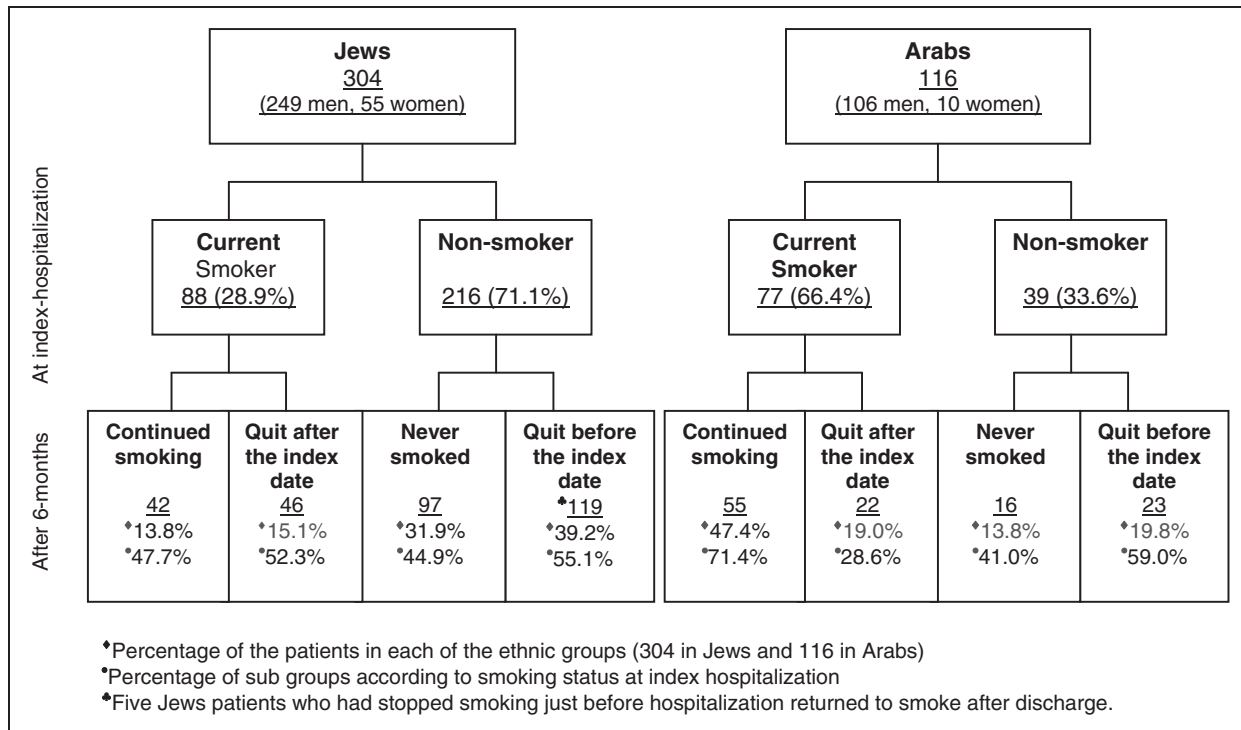 Jews
304
(249 men, 55 women)
Arabs
116
(106 men, 10 women)
At index-hospitalization
Current
Smoker
88 (28.9%)
Non-smoker
216 (71.1%)
Current
Smoker
77 (66.4%)
Non-smoker
39 (33.6%)
After 6-months
Continued
smoking
42
♦13.8%
•47.7%
Quit after
the index
date
46
♦15.1%
•52.3%
Never
smoked
97
♦31.9%
•44.9%
Quit before
the index
date
♣119
♦39.2%
•55.1%
Continued
smoking
55
♦47.4%
•71.4%
Quit after
the index
date
22
♦19.0%
•28.6%
Never
smoked
16
♦13.8%
•41.0%
Quit before
the index
date
23
♦19.8%
•59.0%
♦Percentage of the patients in each of the ethnic groups (304 in Jews and 116 in Arabs)
•Percentage of sub groups according to smoking status at index hospitalization
♣Five Jews patients who had stopped smoking just before hospitalization returned to smoke after discharge.